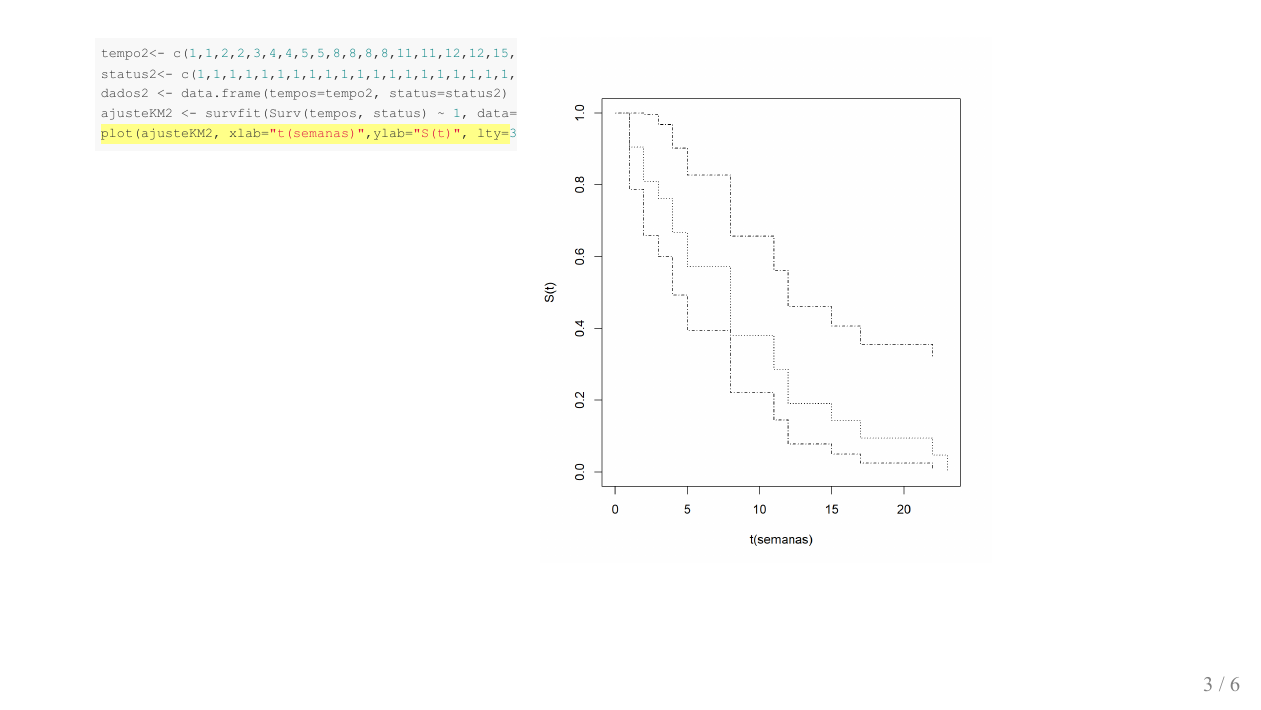 tempo2<- c(1,1,2,2,3,4,4,5,5,8,8,8,8,11,11,12,12,15,
status2<- c(1,1,1,1,1,1,1,1,1,1,1,1,1,1,1,1,1,1,1,1,
dados2 <- data.frame(tempos=tempo2, status=status2)
ajusteKM2 <- survfit(Surv(tempos, status) ~ 1, data=
plot(ajusteKM2, xlab="t(semanas)",ylab="S(t)", lty=3
1.0
0.8
0.6
0.4
0.2
0.0
S(t)
0 5 10 15 20
t(semanas)
3 / 6